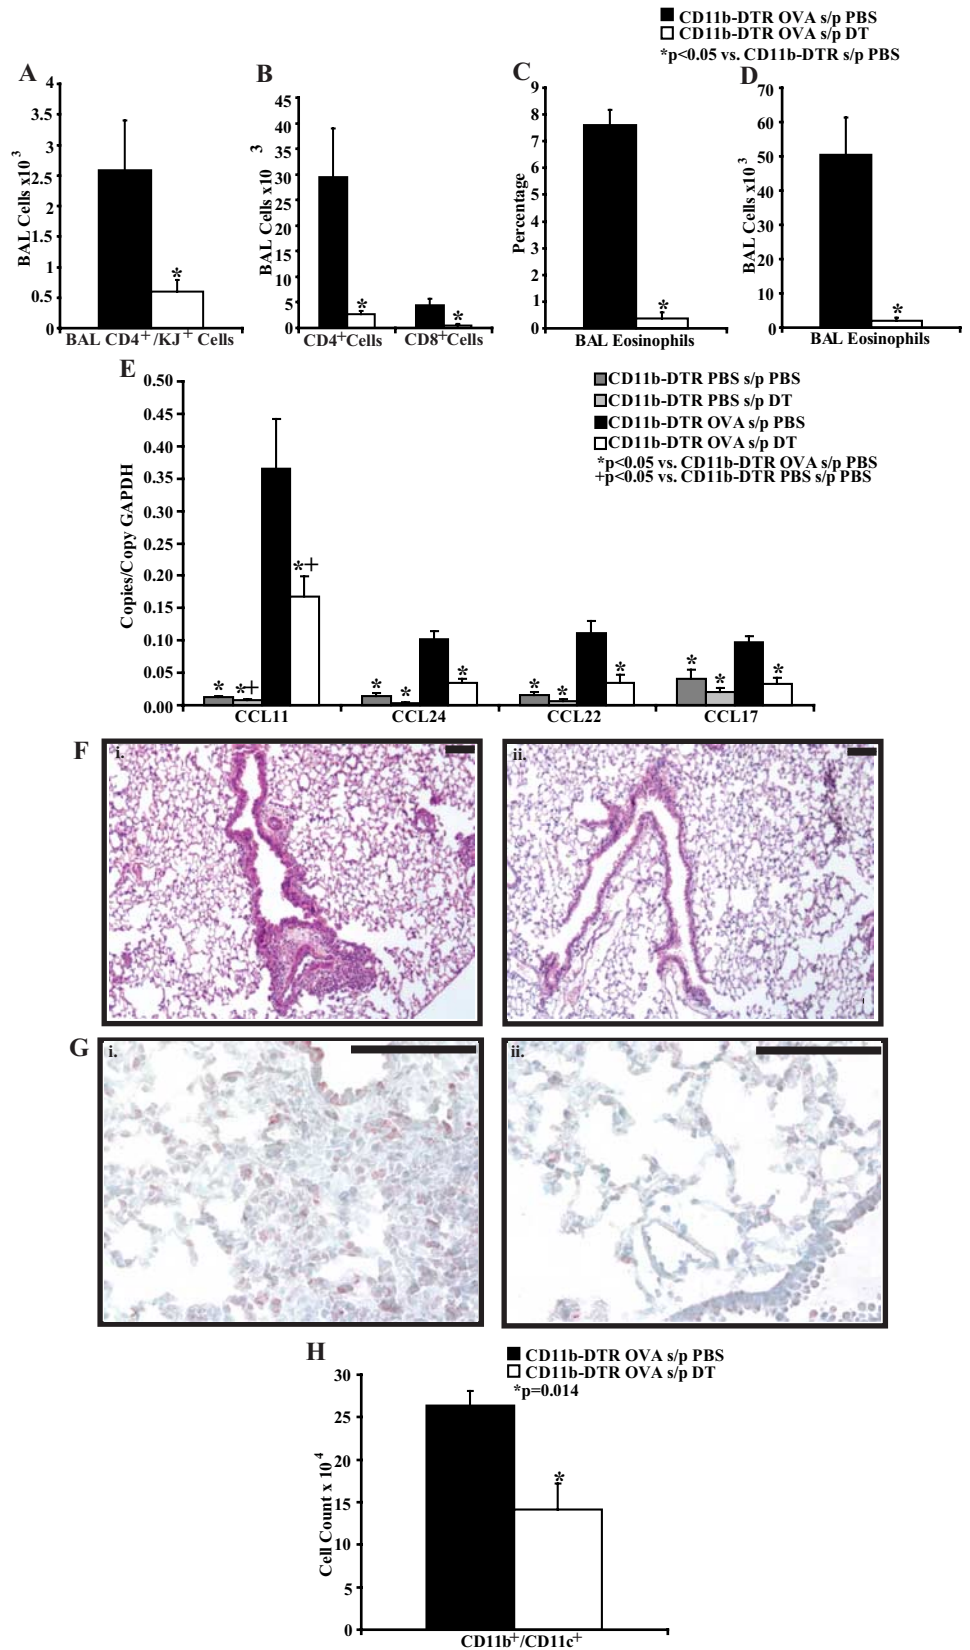 CD11b-DTR OVA s/p PBS
CD11b-DTR OVA s/p DT
*p<0.05 vs. CD11b-DTR s/p PBS
A
4
3.5
3
2.5
2
1.5
1
0.5
0
BAL Cells x10 3
*
BAL CD4+/KJ+ Cells
B
45
40
35
30
25
20
15
10
5
0
BAL Cells x10 3
*
*
CD4+Cells
CD8+Cells
C
9
8
7
6
5
4
3
2
1
0
Percentage
*
BAL Eosinophils
D
70
60
50
40
30
20
10
0
BAL Cells x10 3
*
BAL Eosinophils
E
CD11b-DTR PBS s/p PBS
CD11b-DTR PBS s/p DT
CD11b-DTR OVA s/p PBS
CD11b-DTR OVA s/p DT
*p<0.05 vs. CD11b-DTR OVA s/p PBS
+p<0.05 vs. CD11b-DTR PBS s/p PBS
0.50
0.45
0.40
0.35
0.30
0.25
0.20
0.15
0.10
0.05
0.00
Copies/Copy GAPDH
* *+ *+
* * *
* * *
* * *
CCL11
CCL24
CCL22
CCL17
F
i.
ii.
G
i.
ii.
H
CD11b-DTR OVA s/p PBS
CD11b-DTR OVA s/p DT
*p=0.014
30
25
20
15
10
5
0
Cell Count x 10 4
*
CD11b+/CD11c+